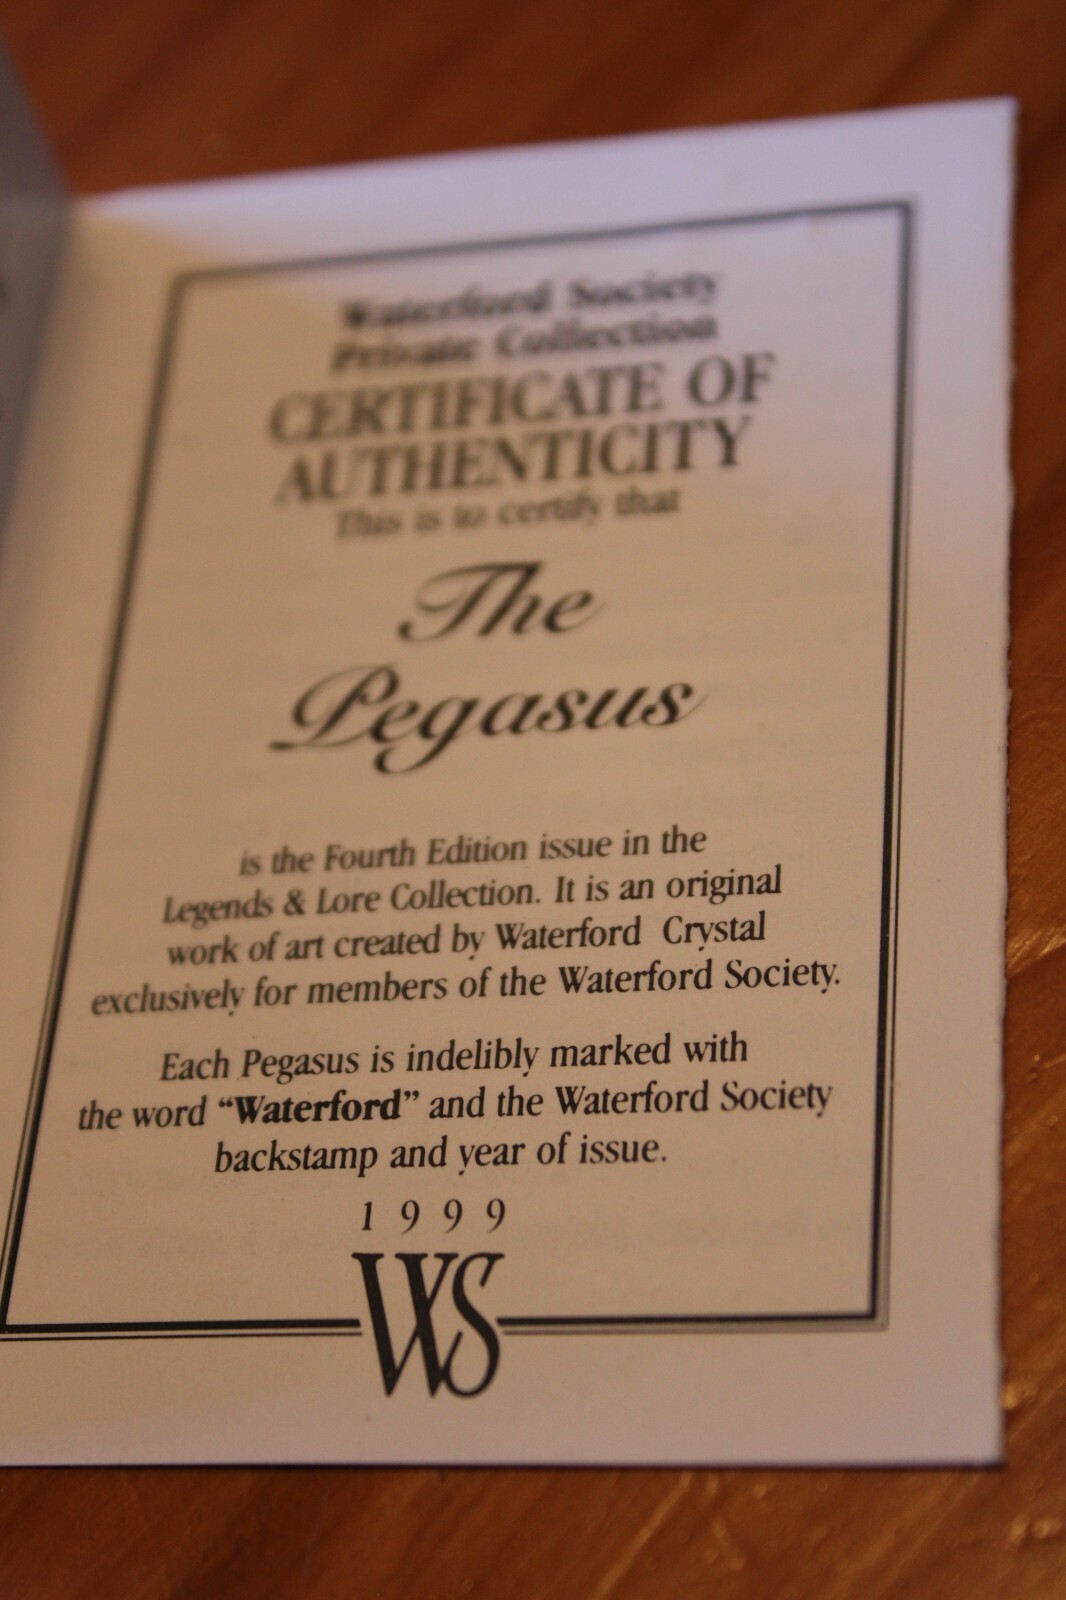 Waterford Society
Private Collection
CERTIFICATE OF
AUTHENTICITY
This is to certify that
The
Pegasus
is the Fourth Edition issue in the
Legends & Lore Collection. It is an original
work of art created by Waterford Crystal
exclusively for members of the Waterford Society.
Each Pegasus is indelibly marked with
the word “Waterford” and the Waterford Society
backstamp and year of issue.
1999
WS